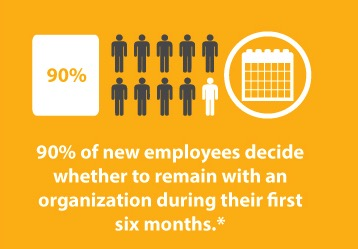 90%
90% of new employees decide
whether to remain with an
organization during their first
six months.*